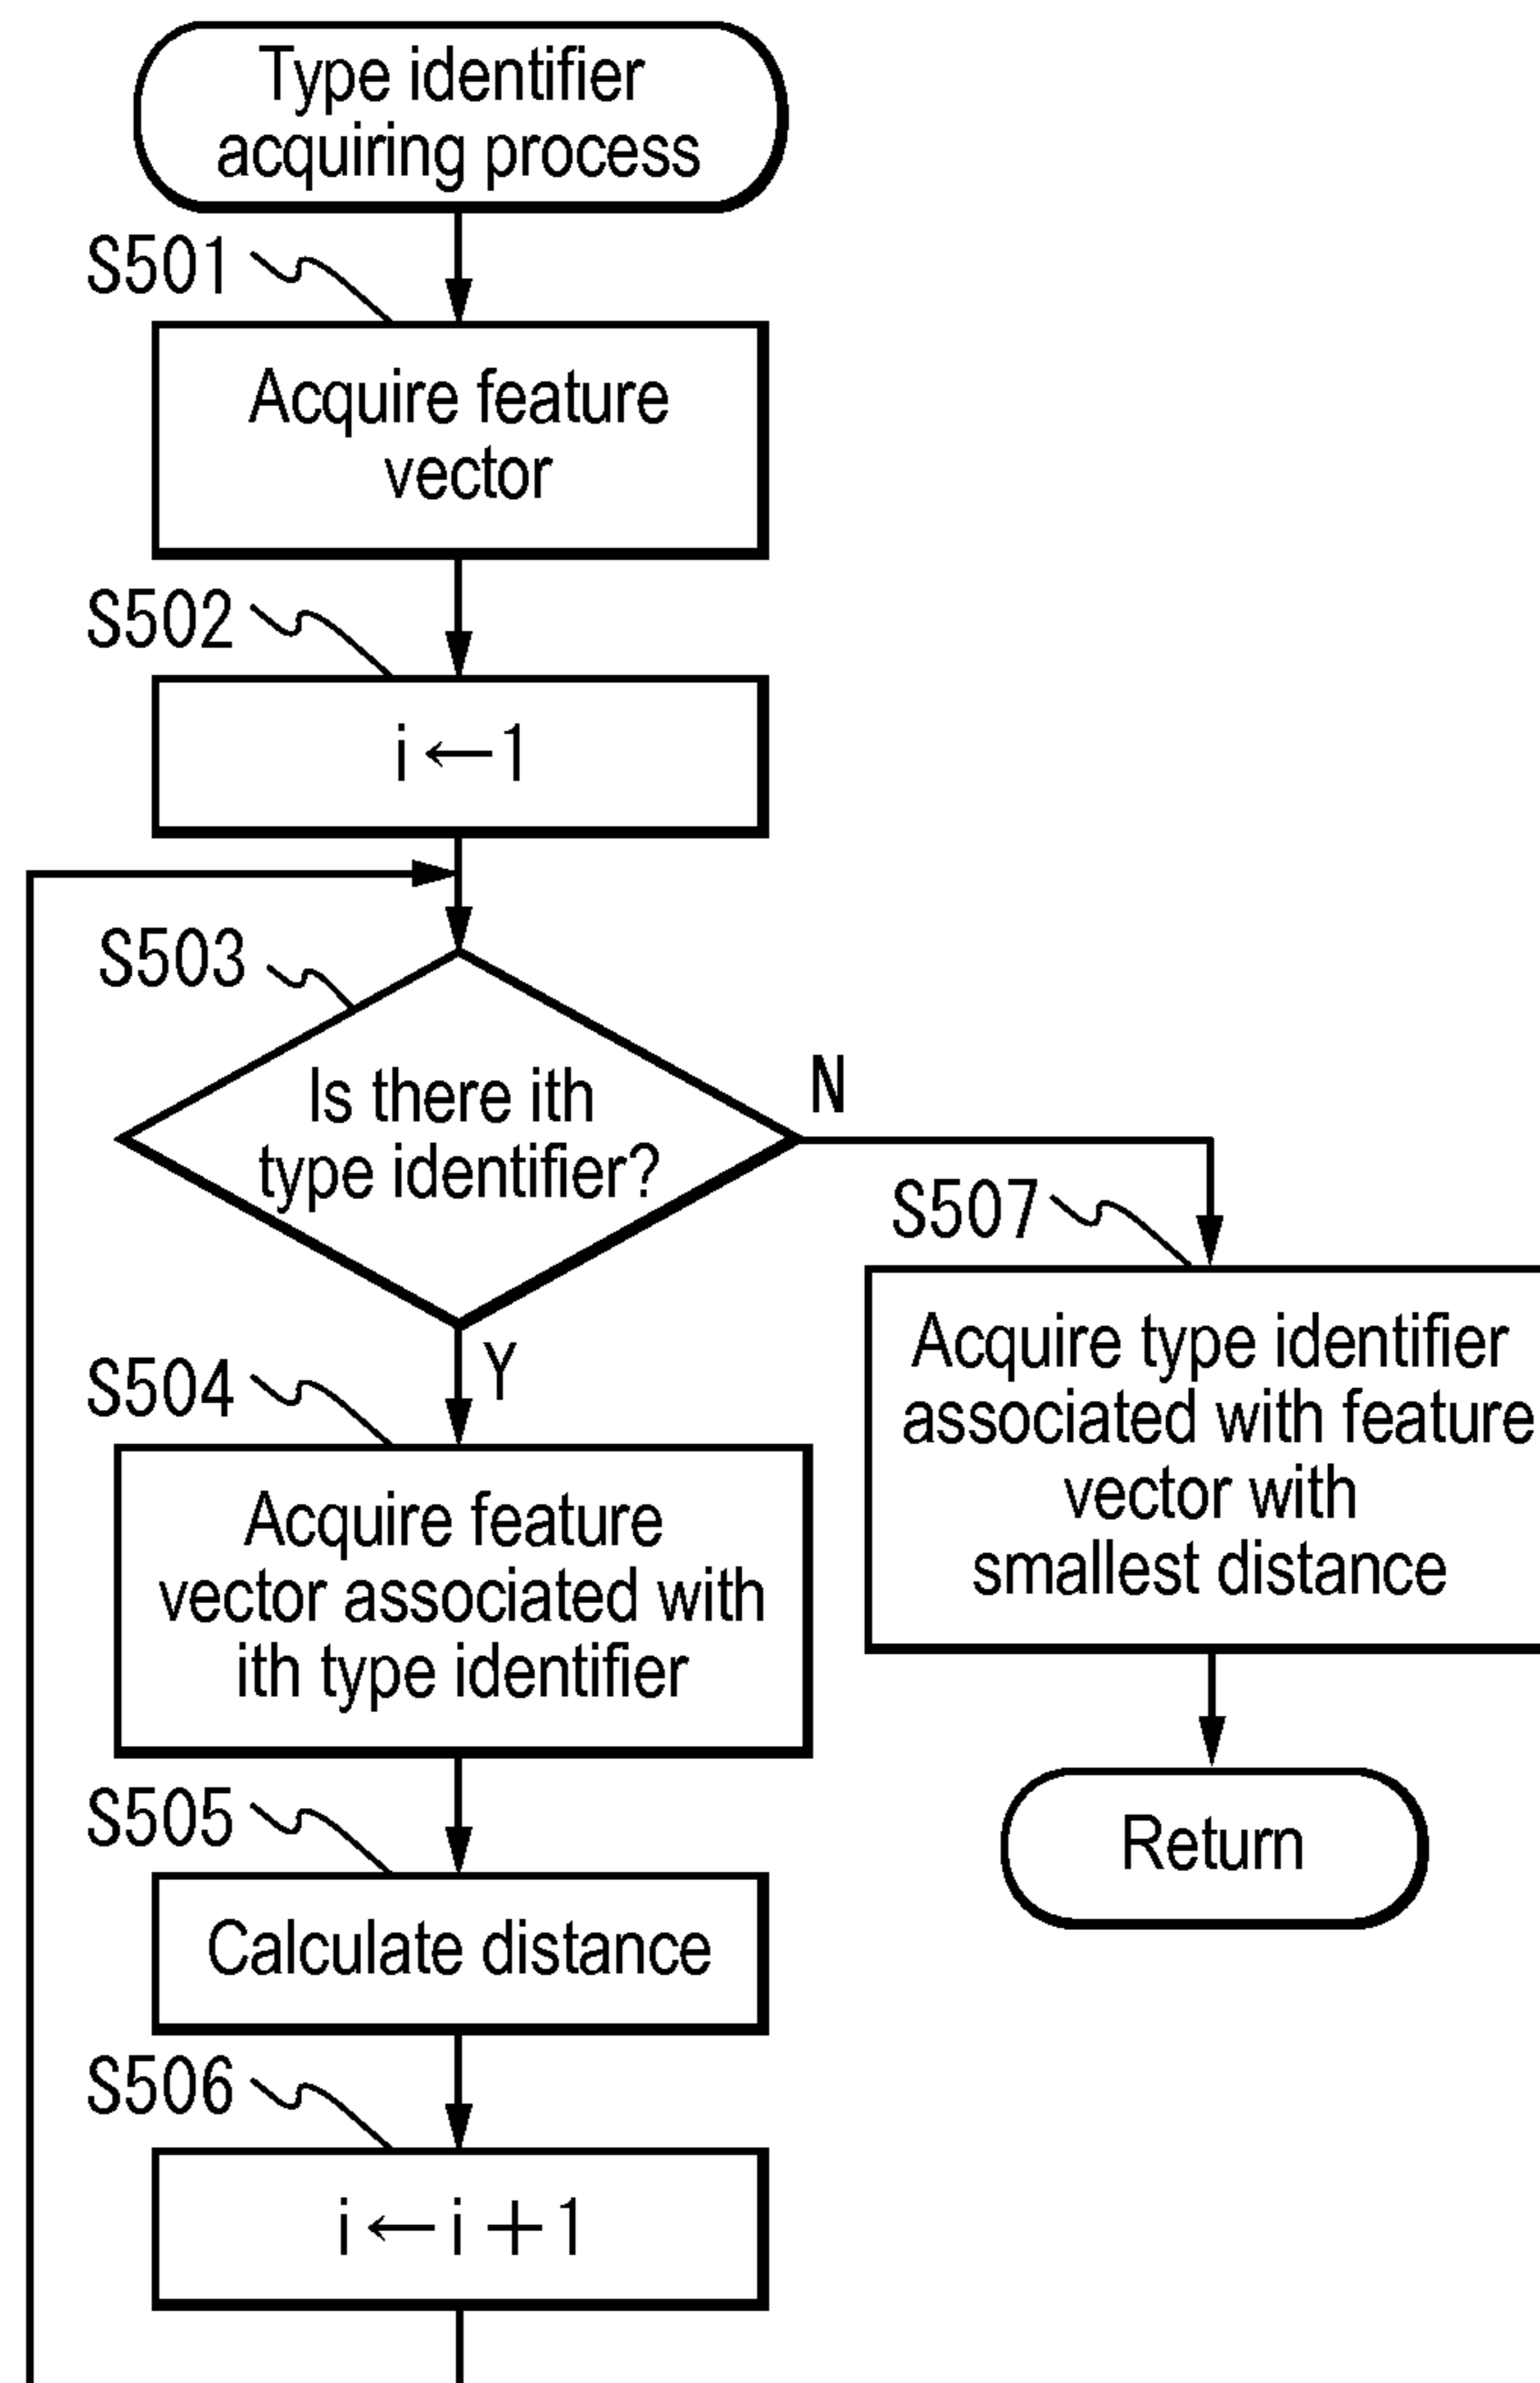 Type identifier
acquiring process
S501
Acquire feature
vector
S502
i←1
S503
Is there ith
type identifier?
N
Y
S507
Acquire type identifier
associated with feature
vector with
smallest distance
S504
Acquire feature
vector associated with
ith type identifier
S505
Calculate distance
Return
S506
i←i+1